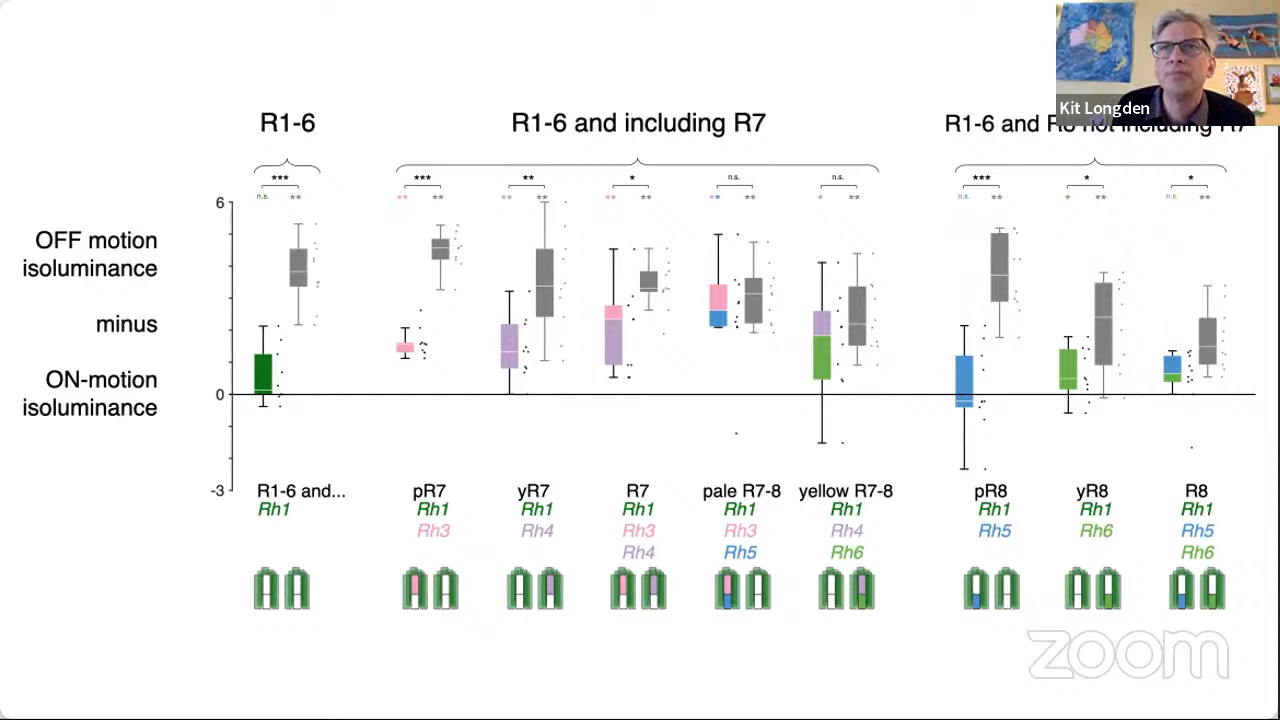 Kit Longden
R1-6
R1-6 and including R7
R1-6 and R8 not including R7
***
***
**
*
n.s.
n.s.
***
*
*
n.s. **
** **
** **
** **
** **
* **
n.s. **
* **
n.s. **
6
OFF motion
isoluminance
minus
ON-motion
isoluminance
0
-3
R1-6 and...
Rh1
pR7
Rh1
Rh3
yR7
Rh1
Rh4
R7
Rh1
Rh3
Rh4
pale R7-8
Rh1
Rh3
Rh5
yellow R7-8
Rh1
Rh4
Rh6
pR8
Rh1
Rh5
yR8
Rh1
Rh6
R8
Rh1
Rh5
Rh6
zoom